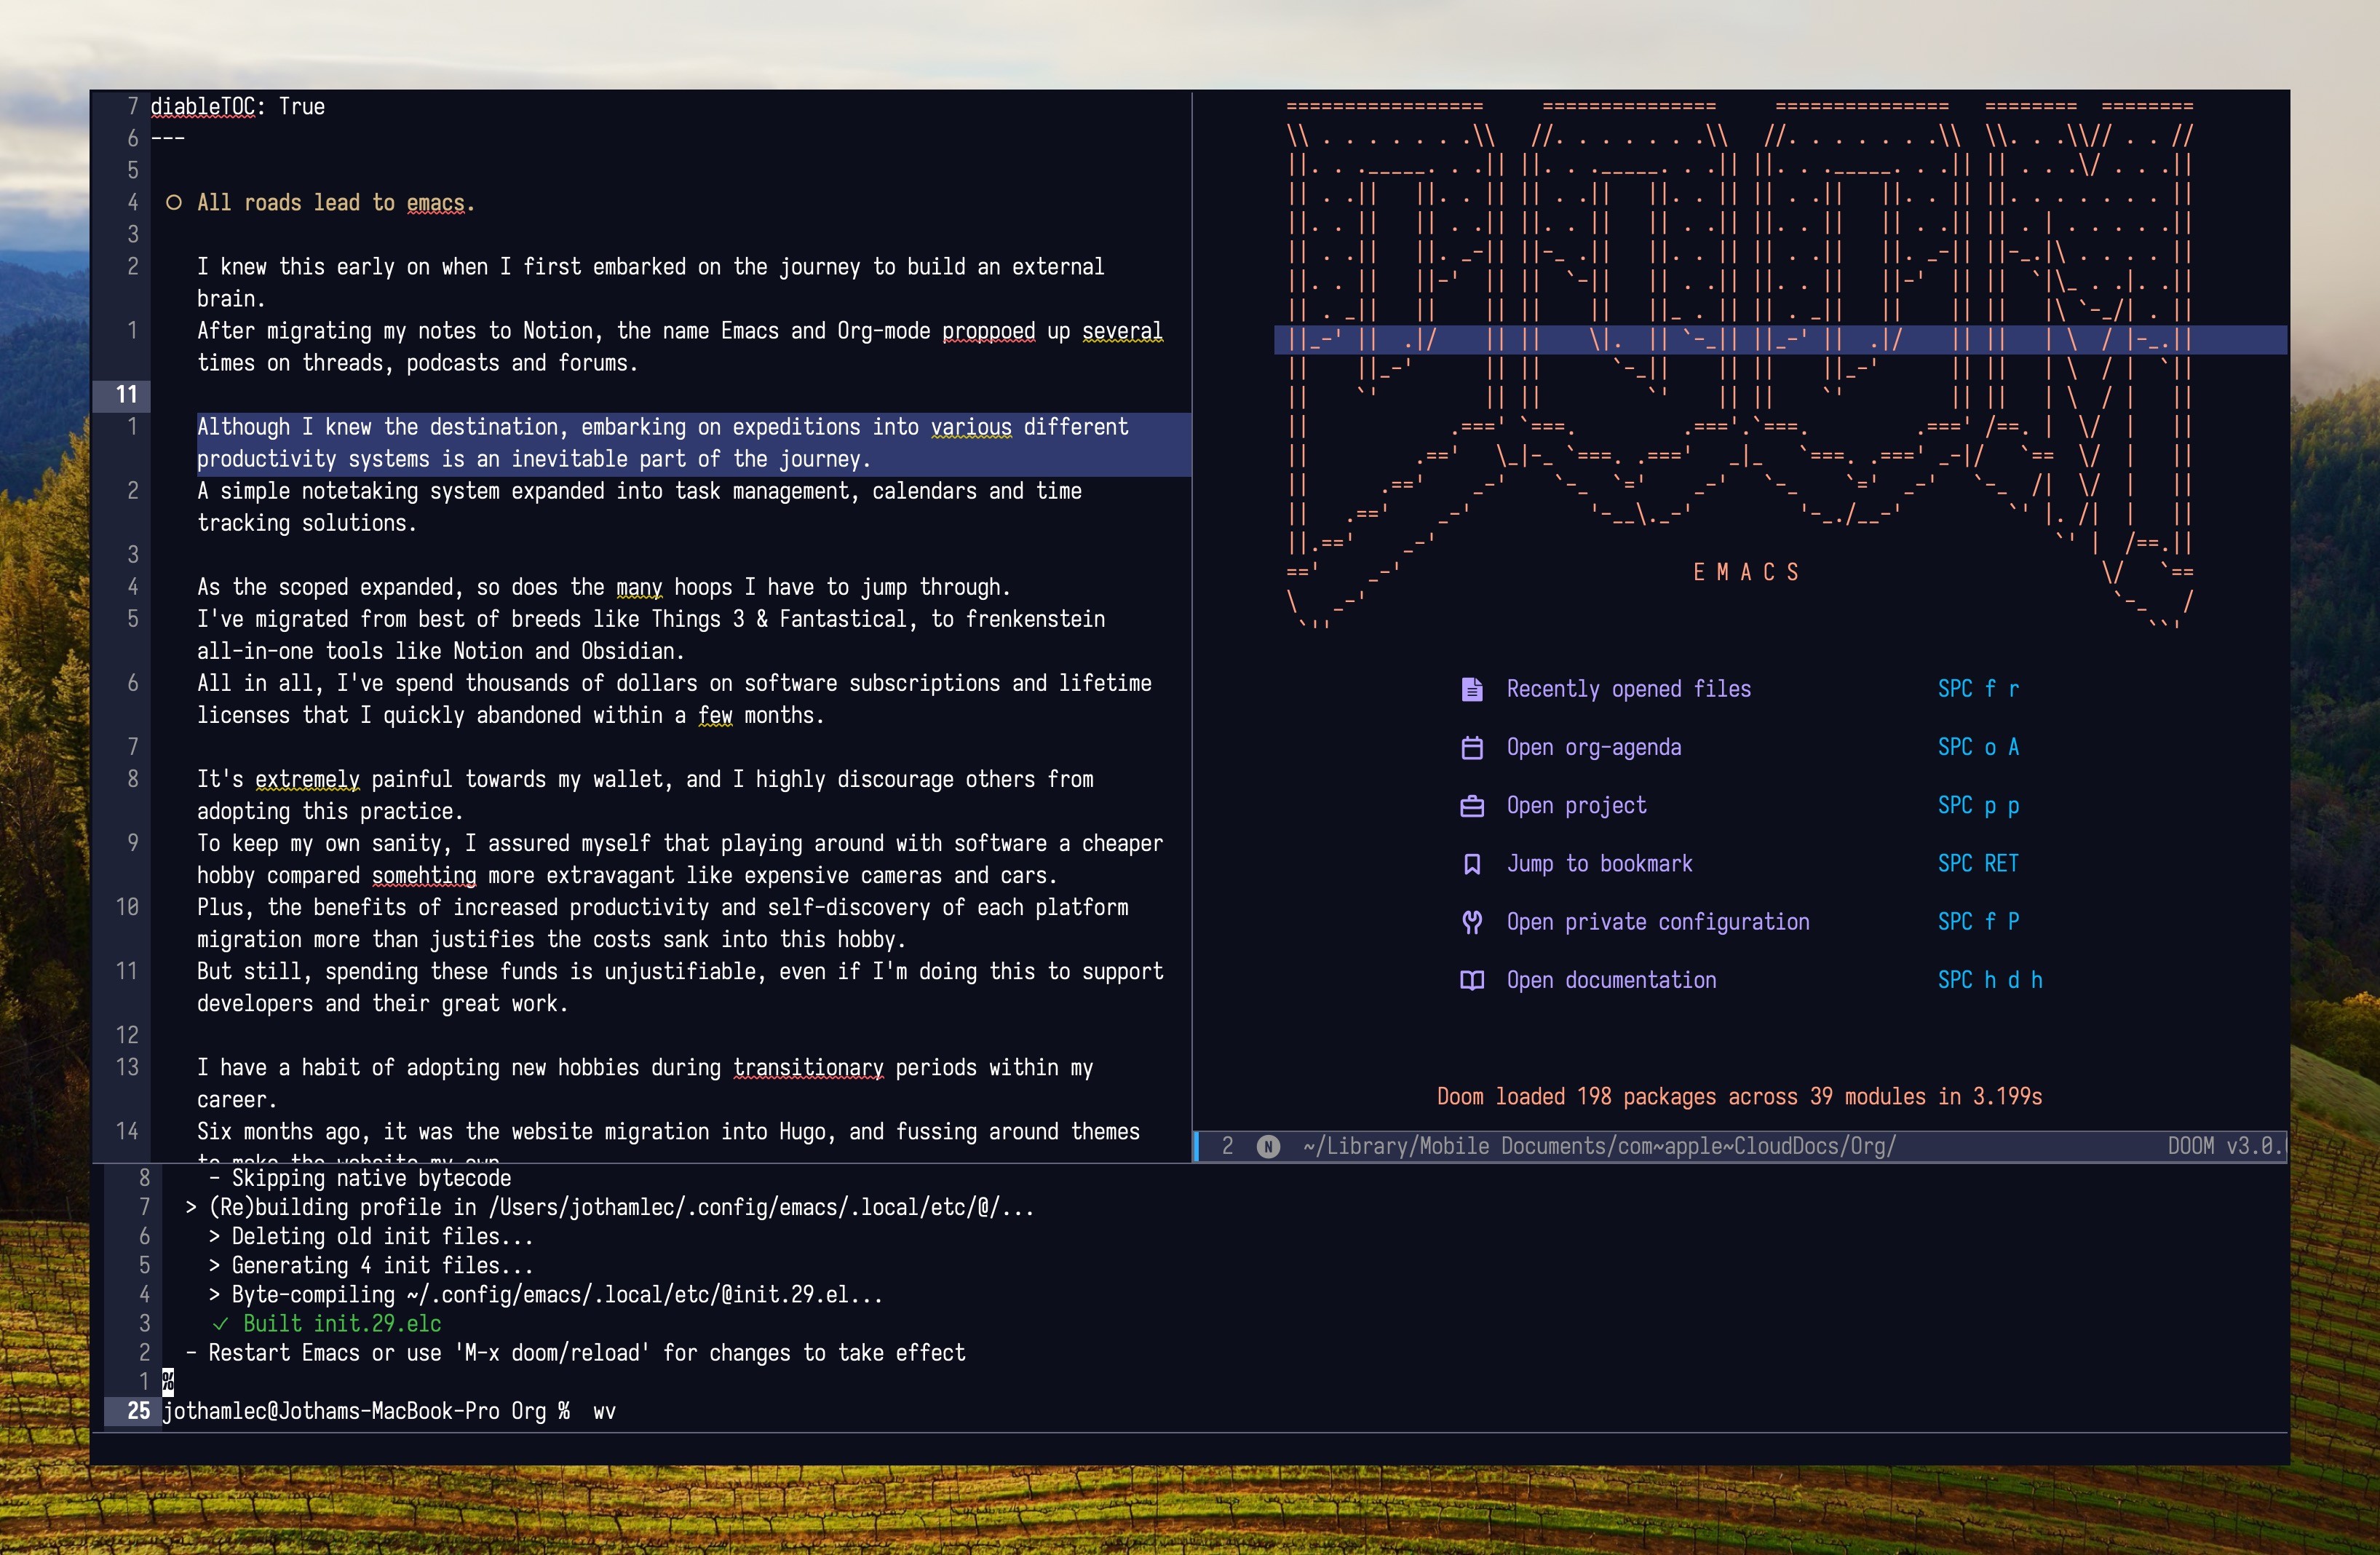 7 diableTOC: True
6 ---
5
4 All roads lead to emacs.
3
2 I knew this early on when I first embarked on the journey to build an external
brain.
1 After migrating my notes to Notion, the name Emacs and Org-mode proppoed up several
times on threads, podcasts and forums.
11
1 Although I knew the destination, embarking on expeditions into various different
productivity systems is an inevitable part of the journey.
2 A simple notetaking system expanded into task management, calendars and time
tracking solutions.
3
4 As the scoped expanded, so does the many hoops I have to jump through.
5 I've migrated from best of breeds like Things 3 & Fantastical, to frenkenstein
all-in-one tools like Notion and Obsidian.
6 All in all, I've spend thousands of dollars on software subscriptions and lifetime
licenses that I quickly abandoned within a few months.
7
8 It's extremely painful towards my wallet, and I highly discourage others from
adopting this practice.
9 To keep my own sanity, I assured myself that playing around with software a cheaper
hobby compared somehting more extravagant like expensive cameras and cars.
10 Plus, the benefits of increased productivity and self-discovery of each platform
migration more than justifies the costs sank into this hobby.
11 But still, spending these funds is unjustifiable, even if I'm doing this to support
developers and their great work.
12
13 I have a habit of adopting new hobbies during transitionary periods within my
career.
14 Six months ago, it was the website migration into Hugo, and fussing around themes
to make the website my own
EMACS
Recently opened files SPC f r
Open org-agenda SPC o A
Open project SPC p p
Jump to bookmark SPC RET
Open private configuration SPC f P
Open documentation SPC h d h
Doom loaded 198 packages across 39 modules in 3.199s
2 N ~/Library/Mobile Documents/com~apple~CloudDocs/Org/ DOOM v3.0.
8 - Skipping native bytecode
7 > (Re)building profile in /Users/jothamlec/.config/emacs/.local/etc/@/...
6 > Deleting old init files...
5 > Generating 4 init files...
4 > Byte-compiling ~/.config/emacs/.local/etc/@init.29.el...
3 ✓ Built init.29.elc
2 - Restart Emacs or use 'M-x doom/reload' for changes to take effect
1 %
25 jothamlec@Jothams-MacBook-Pro Org % wv